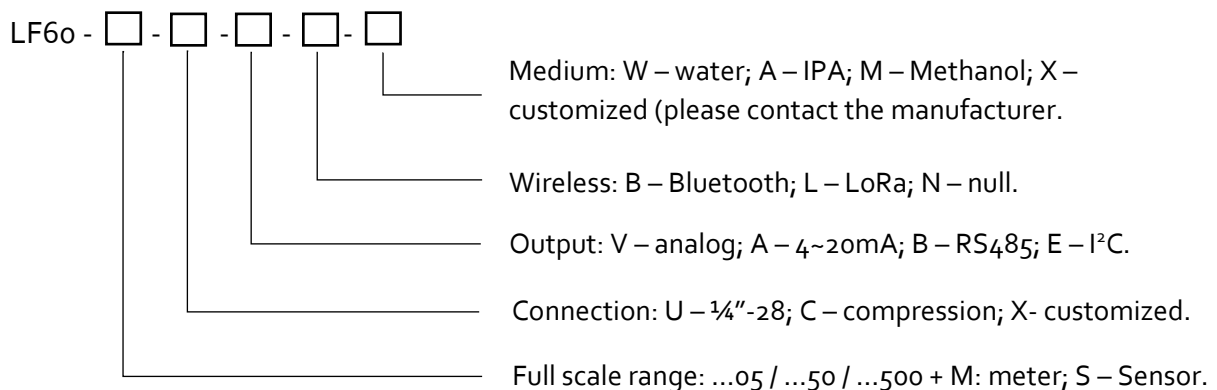 LF60 - □ - □ - □ - □ - □
Medium: W – water; A – IPA; M – Methanol; X –
customized (please contact the manufacturer.
Wireless: B – Bluetooth; L – LoRa; N – null.
Output: V – analog; A – 4~20mA; B – RS485; E – I²C.
Connection: U – ¼”-28; C – compression; X- customized.
Full scale range: …05 / …50 / …500 + M: meter; S – Sensor.